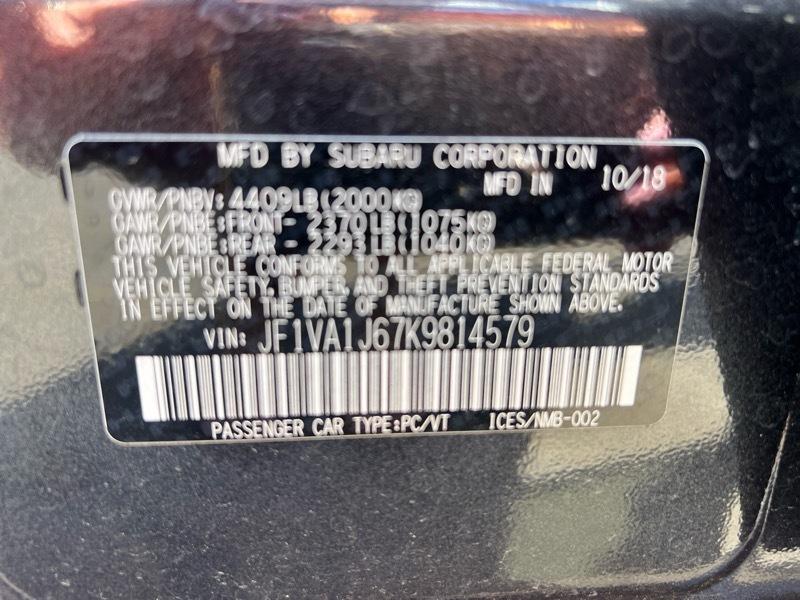 MFD BY SUBARU CORPORATION
MFD IN 10/18
GVWR/PNBV: 4409LB(2000KG)
GAWR/PNBE:FRONT- 2370LB(1075KG)
GAWR/PNBE:REAR - 2293LB(1040KG)
THIS VEHICLE CONFORMS TO ALL APPLICABLE FEDERAL MOTOR
VEHICLE SAFETY, BUMPER, AND THEFT PREVENTION STANDARDS
IN EFFECT ON THE DATE OF MANUFACTURE SHOWN ABOVE.
VIN: JF1VA1J67K9814579
PASSENGER CAR TYPE:PC/VT ICES/NMB-002